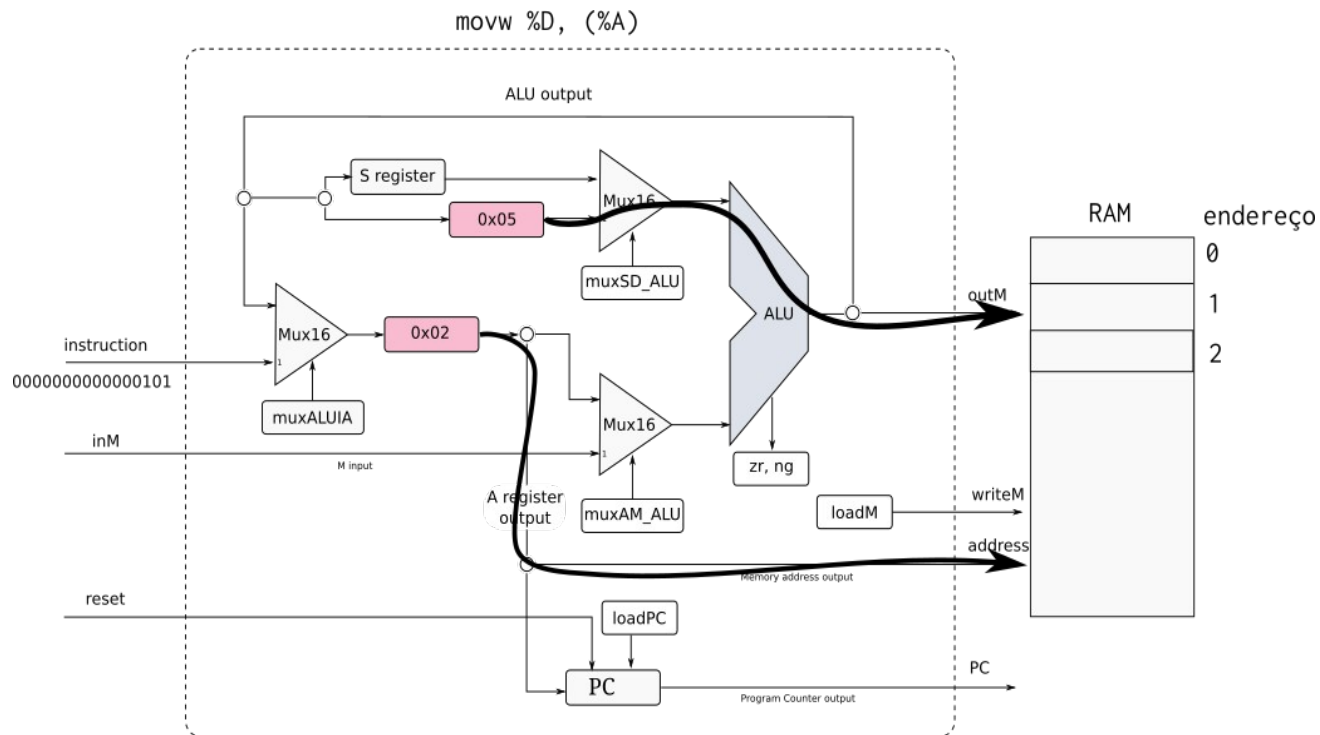 movw %D, (%A)
ALU output
S register
Mux16
RAM
endereço
0x05
0
muxSD_ALU
outM
1
ALU
Mux16
0x02
instruction
1
2
0000000000000101
muxALUIA
Mux16
inM
M input
1
zr, ng
A register
output
muxAM_ALU
loadM
writeM
address
Memory address output
reset
loadPC
PC
PC
Program Counter output